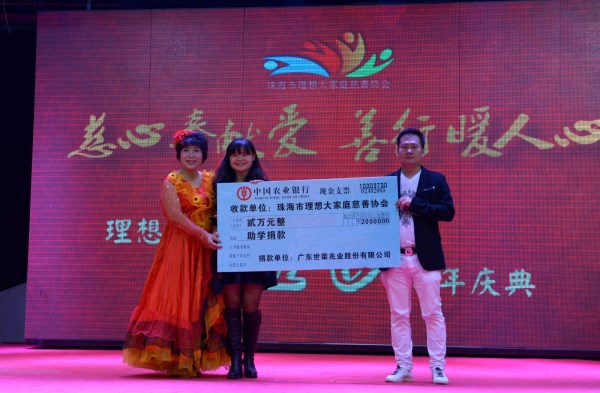 珠海市理想大家庭慈善协会
慈心奉献爱 善行暖人心
理想
年庆典
中国农业银行
现金支票
收款单位：珠海市理想大家庭慈善协会
贰万元整
¥2000000
助学捐款
捐款单位：广东世荣兆业股份有限公司